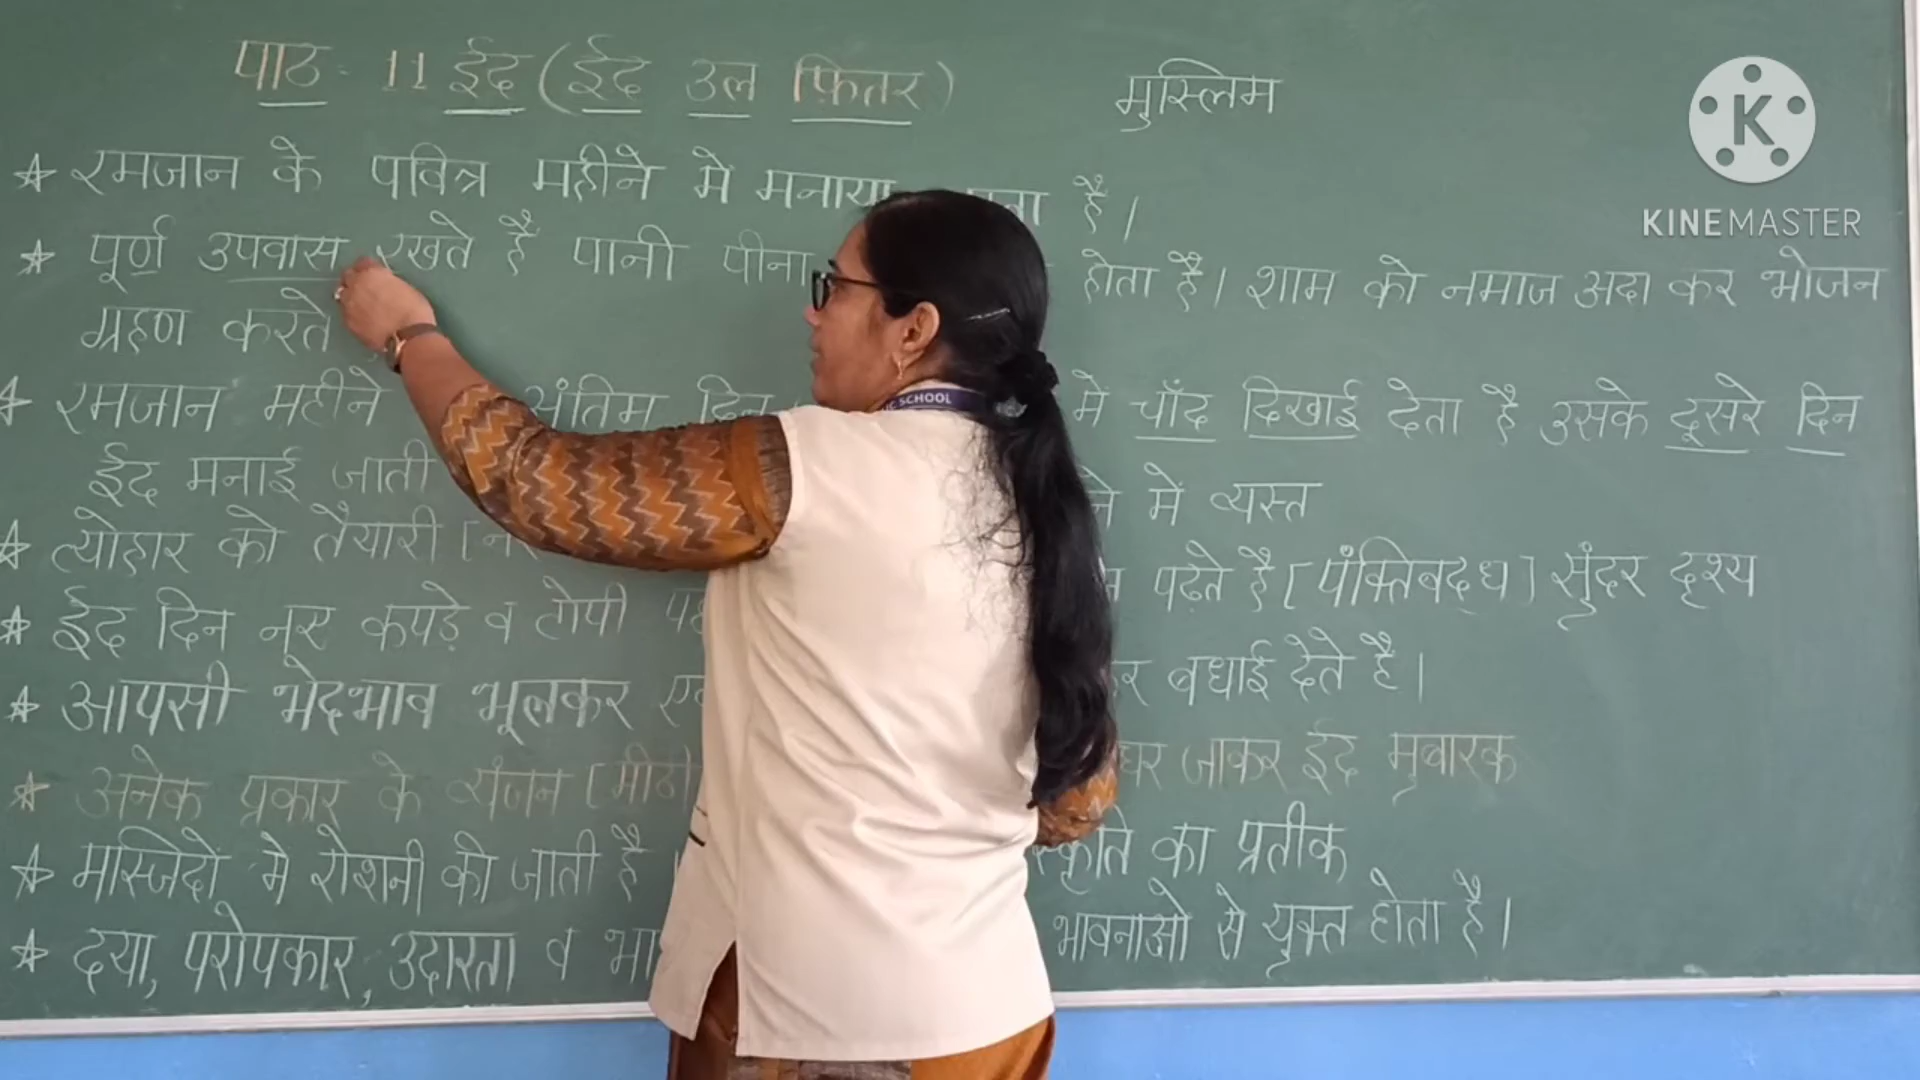 पाठ - 11 ईद (ईद उल फ़ितर) मुस्लिम
K
KINEMASTER
☆ रमजान के पवित्र महीने में मनाया है।
☆ पूर्ण उपवास रखते हैं पानी पीना होता है। शाम को नमाज अदा कर भोजन
ग्रहण करते
☆ रमजान महीने अंतिम दिन में चाँद दिखाई देता है उसके दूसरे दिन
SCHOOL
ईद मनाई जाती में व्यस्त
☆ त्योहार को तैयारी [ पढ़ते है [पंक्तिबद्ध] सुंदर दृश्य
☆ ईद दिन नए कपड़े व टोपी बधाई देते हैं।
☆ आपसी भेदभाव भूलकर
☆ अनेक प्रकार के व्यंजन [ घर जाकर ईद मुबारक
☆ मस्जिदों मे रोशनी की जाती है का प्रतीक
☆ दया, परोपकार, उदारता व भावनाओ से युक्त होता है।